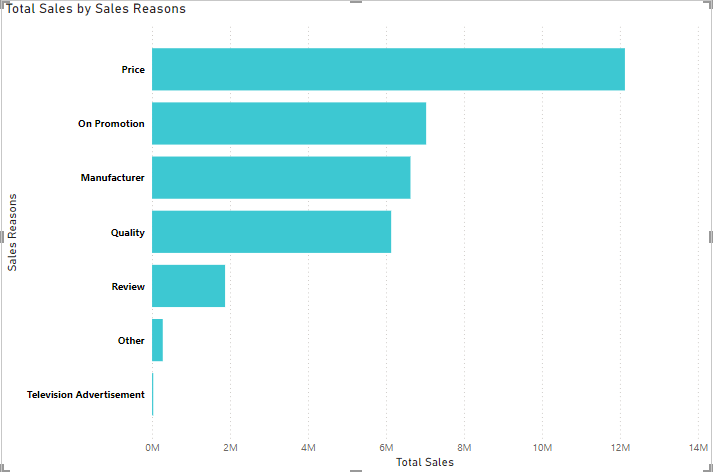 Total Sales by Sales Reasons
Sales Reasons
Price
On Promotion
Manufacturer
Quality
Review
Other
Television Advertisement
0M 2M 4M 6M 8M 10M 12M 14M
Total Sales